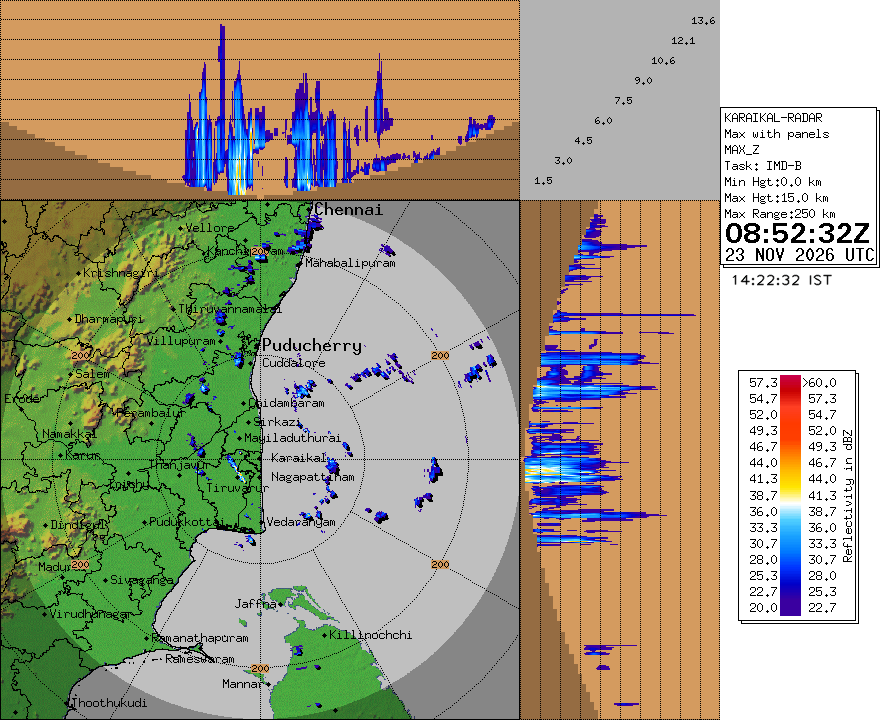 13.6
12.1
10.6
9.0
7.5
6.0
4.5
3.0
1.5
KARAIKAL-RADAR
Max with panels
MAX_Z
Task: IMD-B
Min Hgt:0.0 km
Max Hgt:15.0 km
Max Range:250 km
08:52:32Z
23 NOV 2026 UTC
14:22:32 IST
Chennai
Vellore
200
Mahabalipuram
Krishnagiri
Thiruvannamalai
Dharmapuri
Villupuram
Puducherry
200
200
Cuddalore
Salem
Erode
Chidambaram
Perambalur
Sirkazi
Namakkal
Mayiladuthurai
Karur
Karaikal
Thanjavur
Nagapattinam
Tiruvarur
Pudukkottai
Vedaranyam
Dindigul
200
200
Madurai
Sivaganga
Jaffna
Virudhunagar
Killinochchi
Ramanathapuram
Rameswaram
200
Mannar
Thoothukudi
57.3 >60.0
54.7 57.3
52.0 54.7
49.3 52.0
46.7 49.3
44.0 46.7
41.3 44.0
38.7 41.3
36.0 38.7
33.3 36.0
30.7 33.3
28.0 30.7
25.3 28.0
22.7 25.3
20.0 22.7
Reflectivity in dBZ